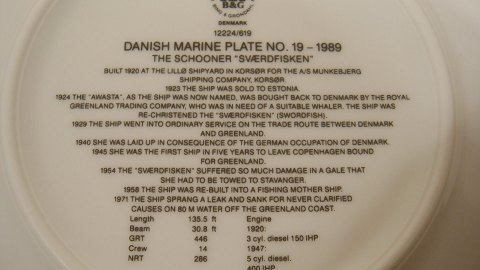 B&G
BING & GRØNDAHL
DENMARK
12224/619
DANISH MARINE PLATE NO. 19 – 1989
THE SCHOONER "SVÆRDFISKEN"
BUILT 1920 AT THE LILLØ SHIPYARD IN KORSØR FOR THE A/S MUNKEBJERG
SHIPPING COMPANY, KORSØR.
1923 THE SHIP WAS SOLD TO ESTONIA.
1924 THE "AWASTA", AS THE SHIP WAS NOW NAMED, WAS BOUGHT BACK TO DENMARK BY THE ROYAL
GREENLAND TRADING COMPANY, WHO WAS IN NEED OF A SUITABLE WHALER. THE SHIP WAS
RE-CHRISTENED THE "SVÆRDFISKEN" (SWORDFISH).
1929 THE SHIP WENT INTO ORDINARY SERVICE ON THE TRADE ROUTE BETWEEN DENMARK
AND GREENLAND.
1940 SHE WAS LAID UP IN CONSEQUENCE OF THE GERMAN OCCUPATION OF DENMARK.
1945 SHE WAS THE FIRST SHIP IN FIVE YEARS TO LEAVE COPENHAGEN BOUND
FOR GREENLAND.
1954 THE "SVÆRDFISKEN" SUFFERED SO MUCH DAMAGE IN A GALE THAT
SHE HAD TO BE TOWED TO STAVANGER.
1958 THE SHIP WAS RE-BUILT INTO A FISHING MOTHER SHIP.
1971 THE SHIP SPRANG A LEAK AND SANK FOR NEVER CLARIFIED
CAUSES ON 80 M WATER OFF THE GREENLAND COAST.
Length 135.5 ft Engine
Beam 30.8 ft 1920:
GRT 446 3 cyl. diesel 150 IHP
Crew 14 1947:
NRT 286 5 cyl. diesel.
400 IHP